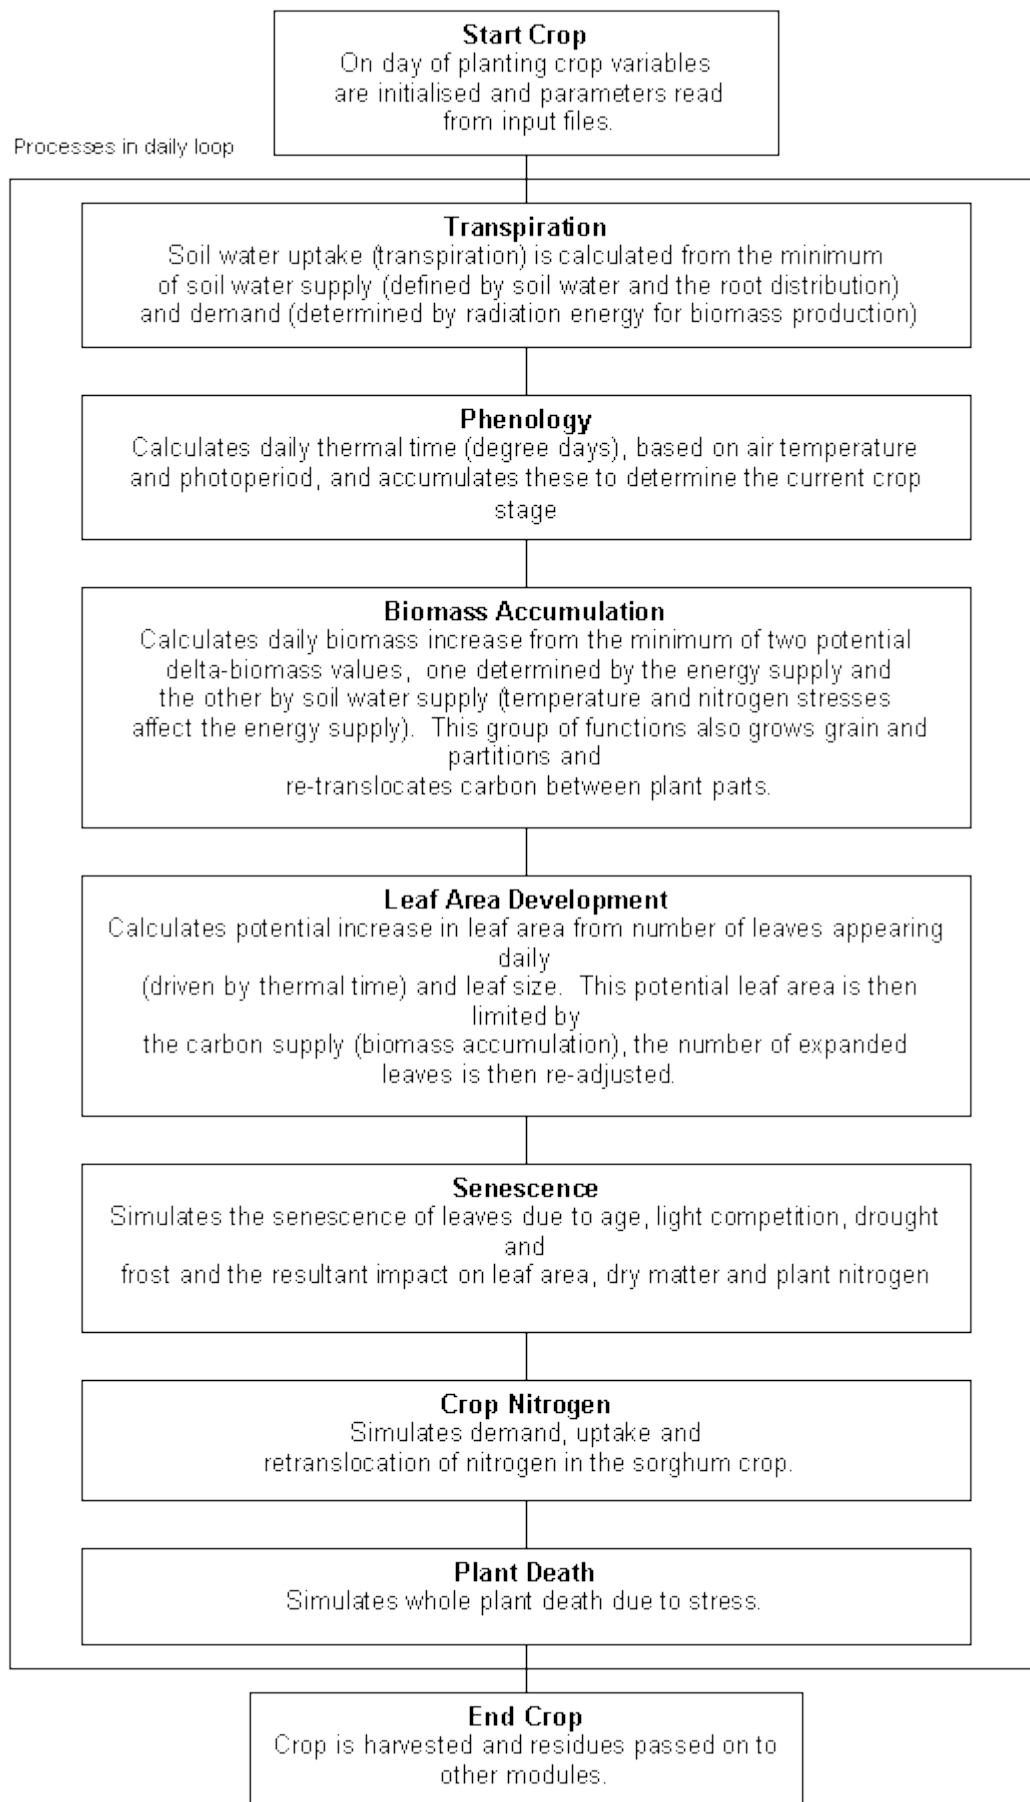 Start Crop
On day of planting crop variables
are initialised and parameters read
from input files.
Processes in daily loop
Transpiration
Soil water uptake (transpiration) is calculated from the minimum
of soil water supply (defined by soil water and the root distribution)
and demand (determined by radiation energy for biomass production)
Phenology
Calculates daily thermal time (degree days), based on air temperature
and photoperiod, and accumulates these to determine the current crop
stage
Biomass Accumulation
Calculates daily biomass increase from the minimum of two potential
delta-biomass values, one determined by the energy supply and
the other by soil water supply (temperature and nitrogen stresses
affect the energy supply). This group of functions also grows grain and
partitions and
re-translocates carbon between plant parts.
Leaf Area Development
Calculates potential increase in leaf area from number of leaves appearing
daily
(driven by thermal time) and leaf size. This potential leaf area is then
limited by
the carbon supply (biomass accumulation), the number of expanded
leaves is then re-adjusted.
Senescence
Simulates the senescence of leaves due to age, light competition, drought
and
frost and the resultant impact on leaf area, dry matter and plant nitrogen
Crop Nitrogen
Simulates demand, uptake and
retranslocation of nitrogen in the sorghum crop.
Plant Death
Simulates whole plant death due to stress.
End Crop
Crop is harvested and residues passed on to
other modules.